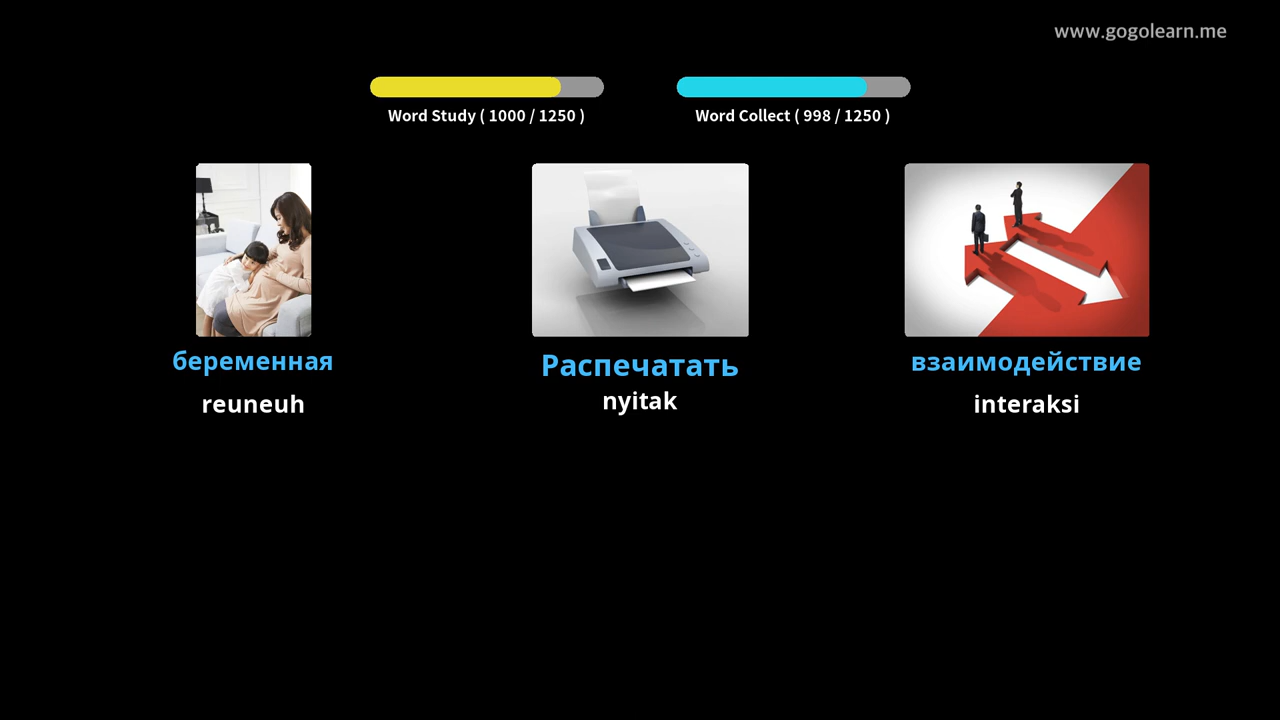 www.gogolearn.me
Word Study ( 1000 / 1250 )
Word Collect ( 998 / 1250 )
беременная
Распечатать
взаимодействие
reuneuh
nyitak
interaksi